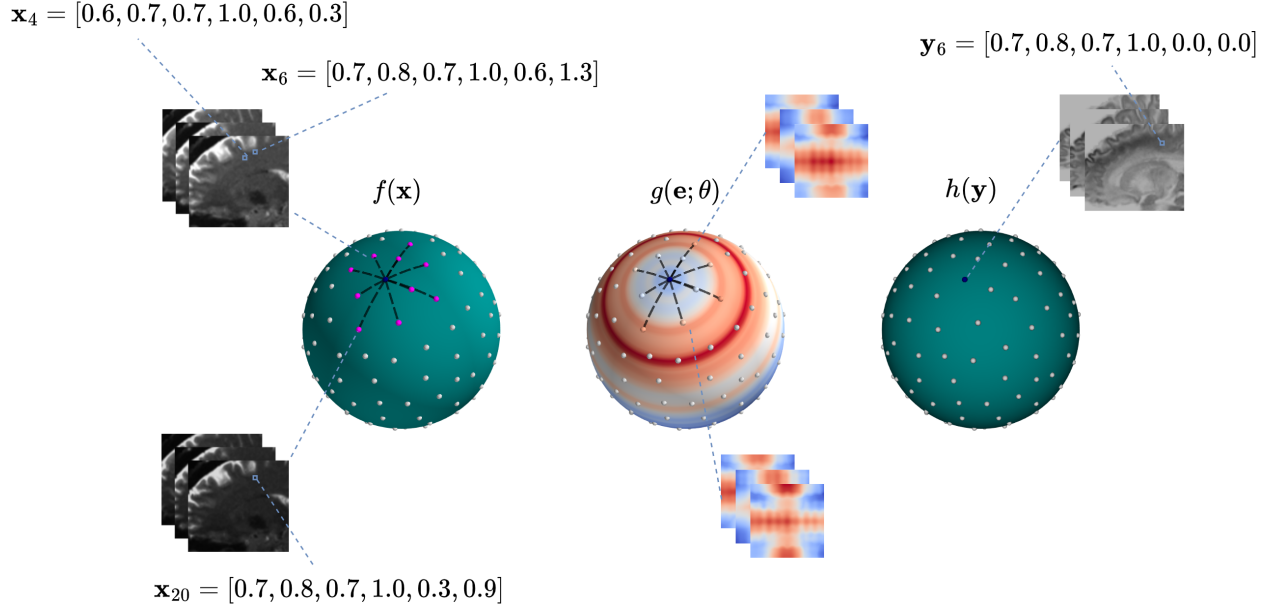 𝐱₄ = [0.6, 0.7, 0.7, 1.0, 0.6, 0.3]
𝐲₆ = [0.7, 0.8, 0.7, 1.0, 0.0, 0.0]
𝐱₆ = [0.7, 0.8, 0.7, 1.0, 0.6, 1.3]
f(𝐱)
g(𝐞; θ)
h(𝐲)
𝐱₂₀ = [0.7, 0.8, 0.7, 1.0, 0.3, 0.9]